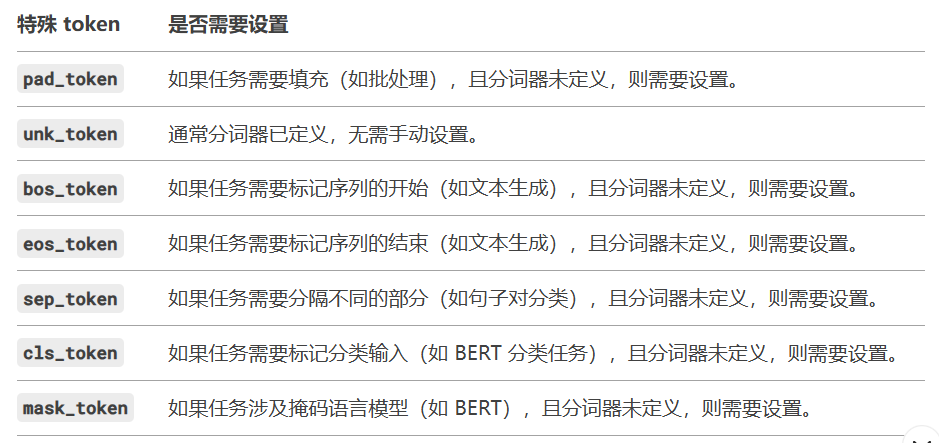 特殊 token 是否需要设置
pad_token 如果任务需要填充（如批处理），且分词器未定义，则需要设置。
unk_token 通常分词器已定义，无需手动设置。
bos_token 如果任务需要标记序列的开始（如文本生成），且分词器未定义，则需要设置。
eos_token 如果任务需要标记序列的结束（如文本生成），且分词器未定义，则需要设置。
sep_token 如果任务需要分隔不同的部分（如句子对分类），且分词器未定义，则需要设置。
cls_token 如果任务需要标记分类输入（如 BERT 分类任务），且分词器未定义，则需要设置。
mask_token 如果任务涉及掩码语言模型（如 BERT），且分词器未定义，则需要设置。